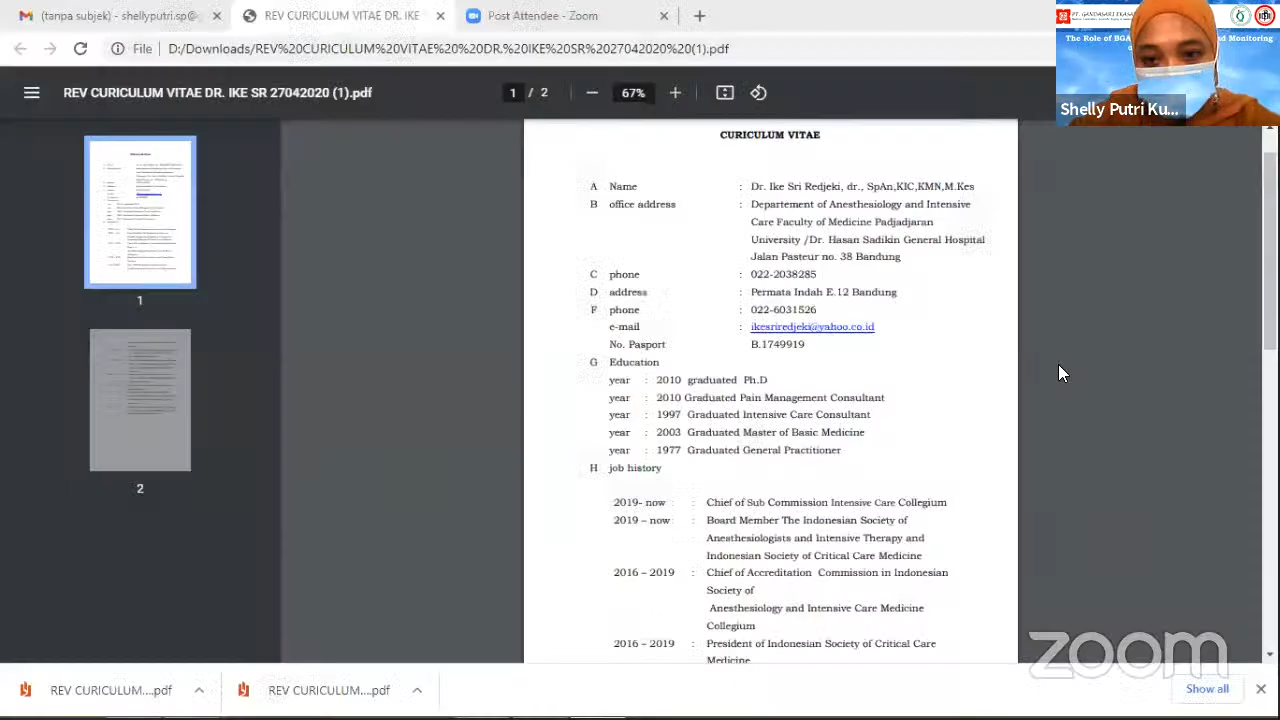 (tanpa subjek) - shellyputri.sp@
REV CURICULUM VITAE DR. IKE
Post Attendee - Zoom
File
D:/Downloads/REV%20CURICULUM%20VITAE%20%20DR.%20IKE%20SR%2027042020%20(1).pdf
REV CURICULUM VITAE DR. IKE SR 27042020 (1).pdf
1 / 2
67%
The Role of
Monitoring
Shelly Putri Ku...
1
2
CURICULUM VITAE
A Name : Dr. Ike Sri Redjeki, dr., SpAn,KIC,KMN,M.Kes
B office address : Departement of Anesthesiology and Intensive
Care Faculty of Medicine Padjadjaran
University /Dr. Hasan Sadikin General Hospital
Jalan Pasteur no. 38 Bandung
C phone : 022-2038285
D address : Permata Indah E.12 Bandung
F phone : 022-6031526
e-mail : ikesriredjeki@yahoo.co.id
No. Pasport B.1749919
G Education
year : 2010 graduated Ph.D
year : 2010 Graduated Pain Management Consultant
year : 1997 Graduated Intensive Care Consultant
year : 2003 Graduated Master of Basic Medicine
year : 1977 Graduated General Practitioner
H job history
2019- now : Chief of Sub Commission Intensive Care Collegium
2019 – now : Board Member The Indonesian Society of
Anesthesiologists and Intensive Therapy and
Indonesian Society of Critical Care Medicine
2016 – 2019 : Chief of Accreditation Commission in Indonesian
Society of
Anesthesiology and Intensive Care Medicine
Collegium
2016 – 2019 : President of Indonesian Society of Critical Care
Medicine
zoom
REV CURICULUM....pdf
REV CURICULUM....pdf
Show all